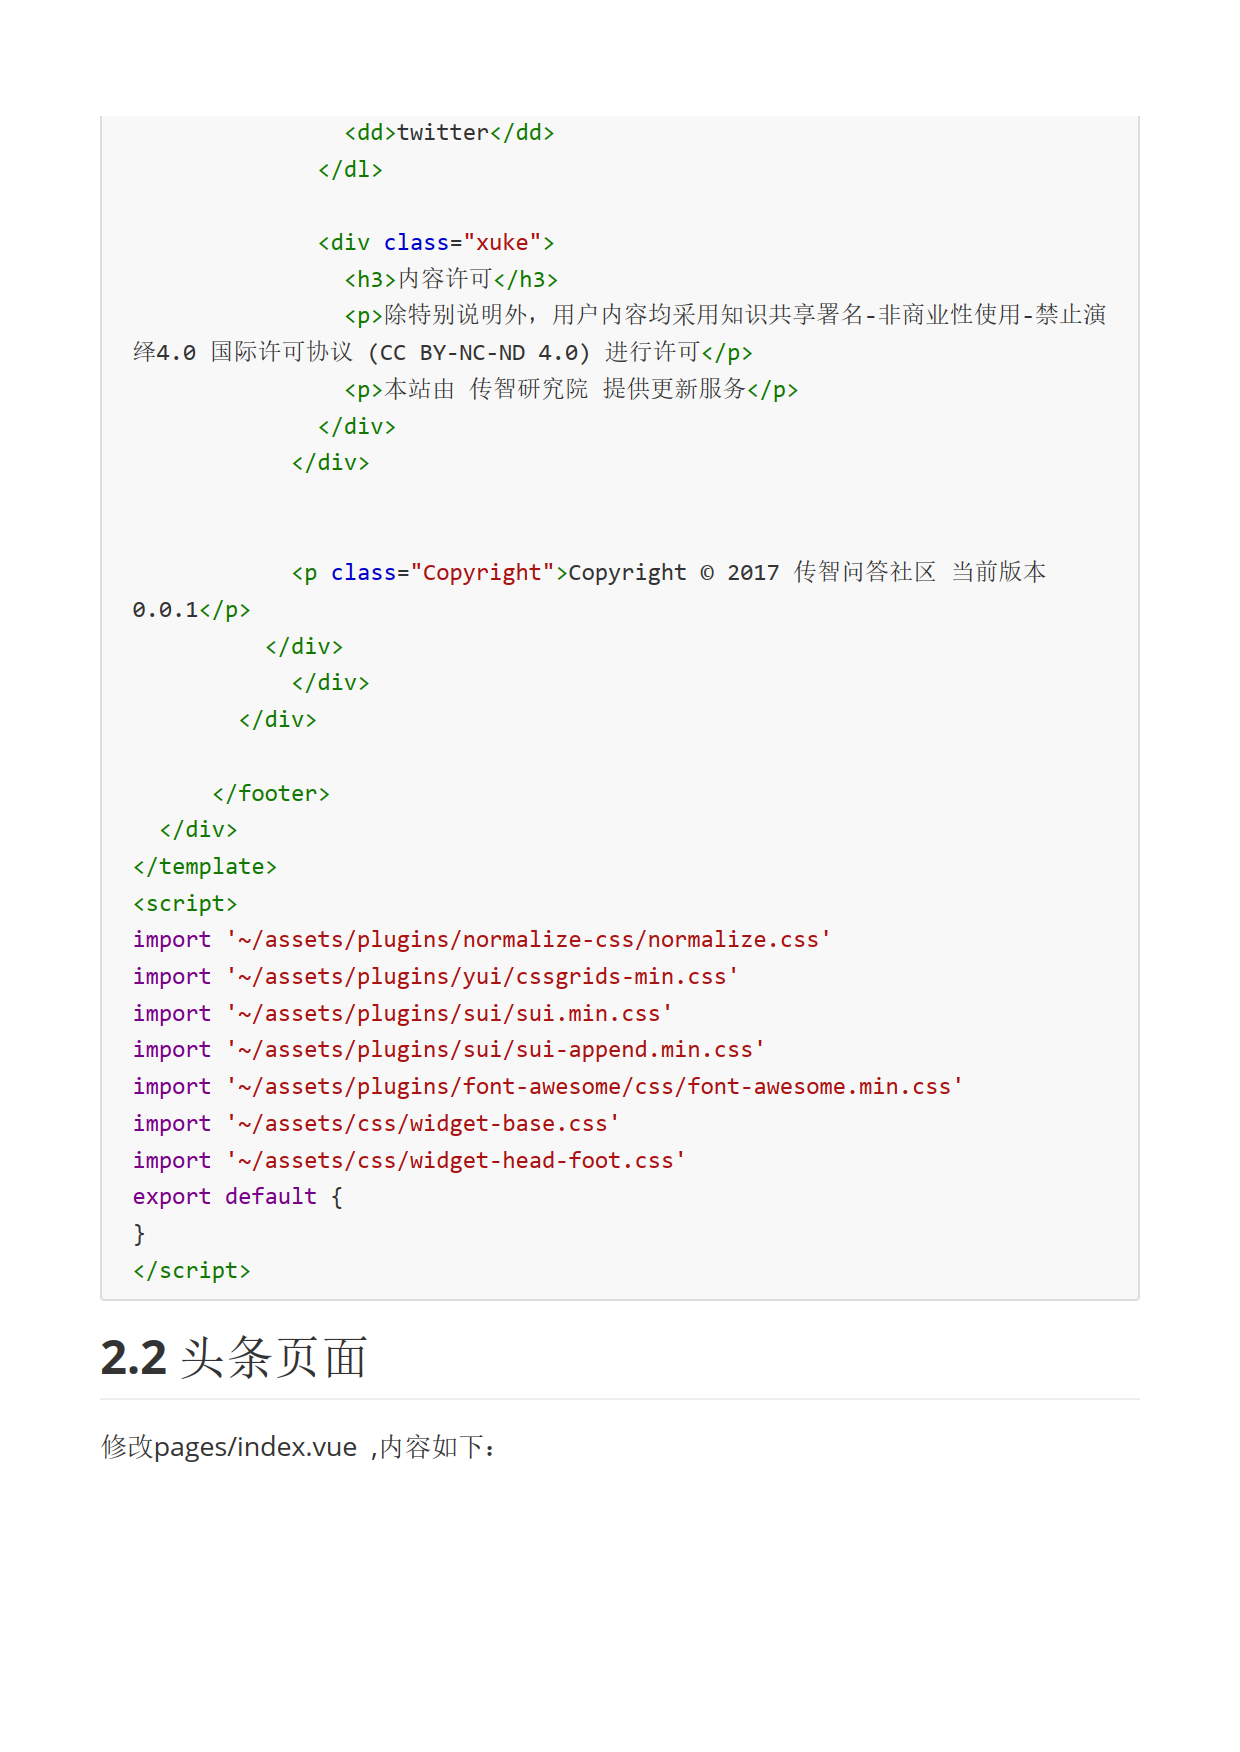 <dd>twitter</dd>
</dl>
<div class="xuke">
<h3>内容许可</h3>
<p>除特别说明外，用户内容均采用知识共享署名-非商业性使用-禁止演
绎4.0 国际许可协议 (CC BY-NC-ND 4.0) 进行许可</p>
<p>本站由 传智研究院 提供更新服务</p>
</div>
</div>
<p class="Copyright">Copyright © 2017 传智问答社区 当前版本
0.0.1</p>
</div>
</div>
</div>
</footer>
</div>
</template>
<script>
import '~/assets/plugins/normalize-css/normalize.css'
import '~/assets/plugins/yui/cssgrids-min.css'
import '~/assets/plugins/sui/sui.min.css'
import '~/assets/plugins/sui/sui-append.min.css'
import '~/assets/plugins/font-awesome/css/font-awesome.min.css'
import '~/assets/css/widget-base.css'
import '~/assets/css/widget-head-foot.css'
export default {
}
</script>
2.2 头条页面
修改pages/index.vue ,内容如下：